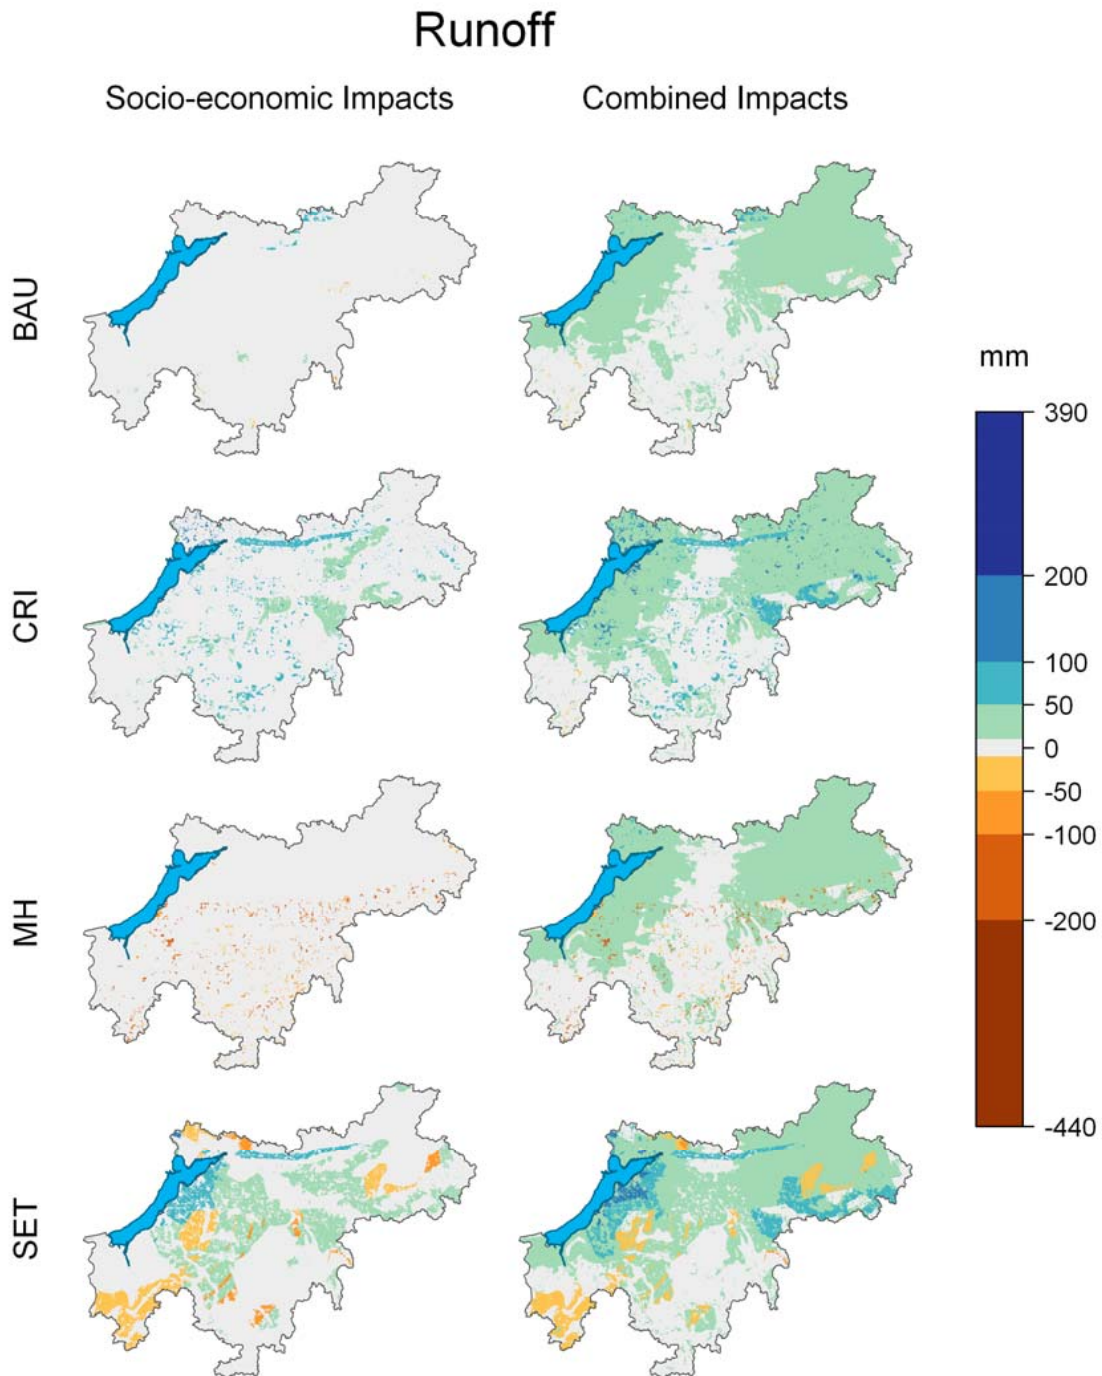 Runoff
Socio-economic Impacts
Combined Impacts
BAU
CRI
MH
SET
mm
390
200
100
50
0
-50
-100
-200
-440